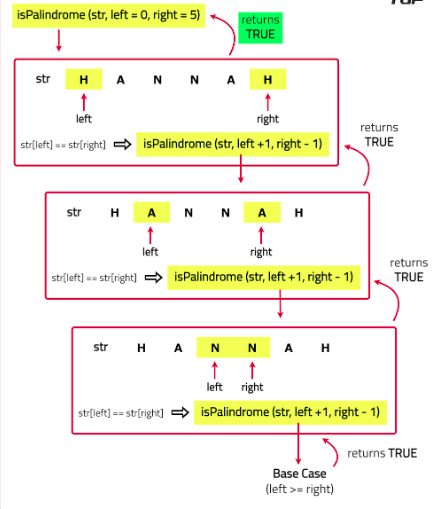 isPalindrome (str, left = 0, right = 5)
returns
TRUE
str H A N N A H
left right
str[left] == str[right] ⇒ isPalindrome (str, left +1, right - 1)
returns
TRUE
str H A N N A H
left right
str[left] == str[right] ⇒ isPalindrome (str, left +1, right - 1)
returns
TRUE
str H A N N A H
left right
str[left] == str[right] ⇒ isPalindrome (str, left +1, right - 1)
returns TRUE
Base Case
(left >= right)